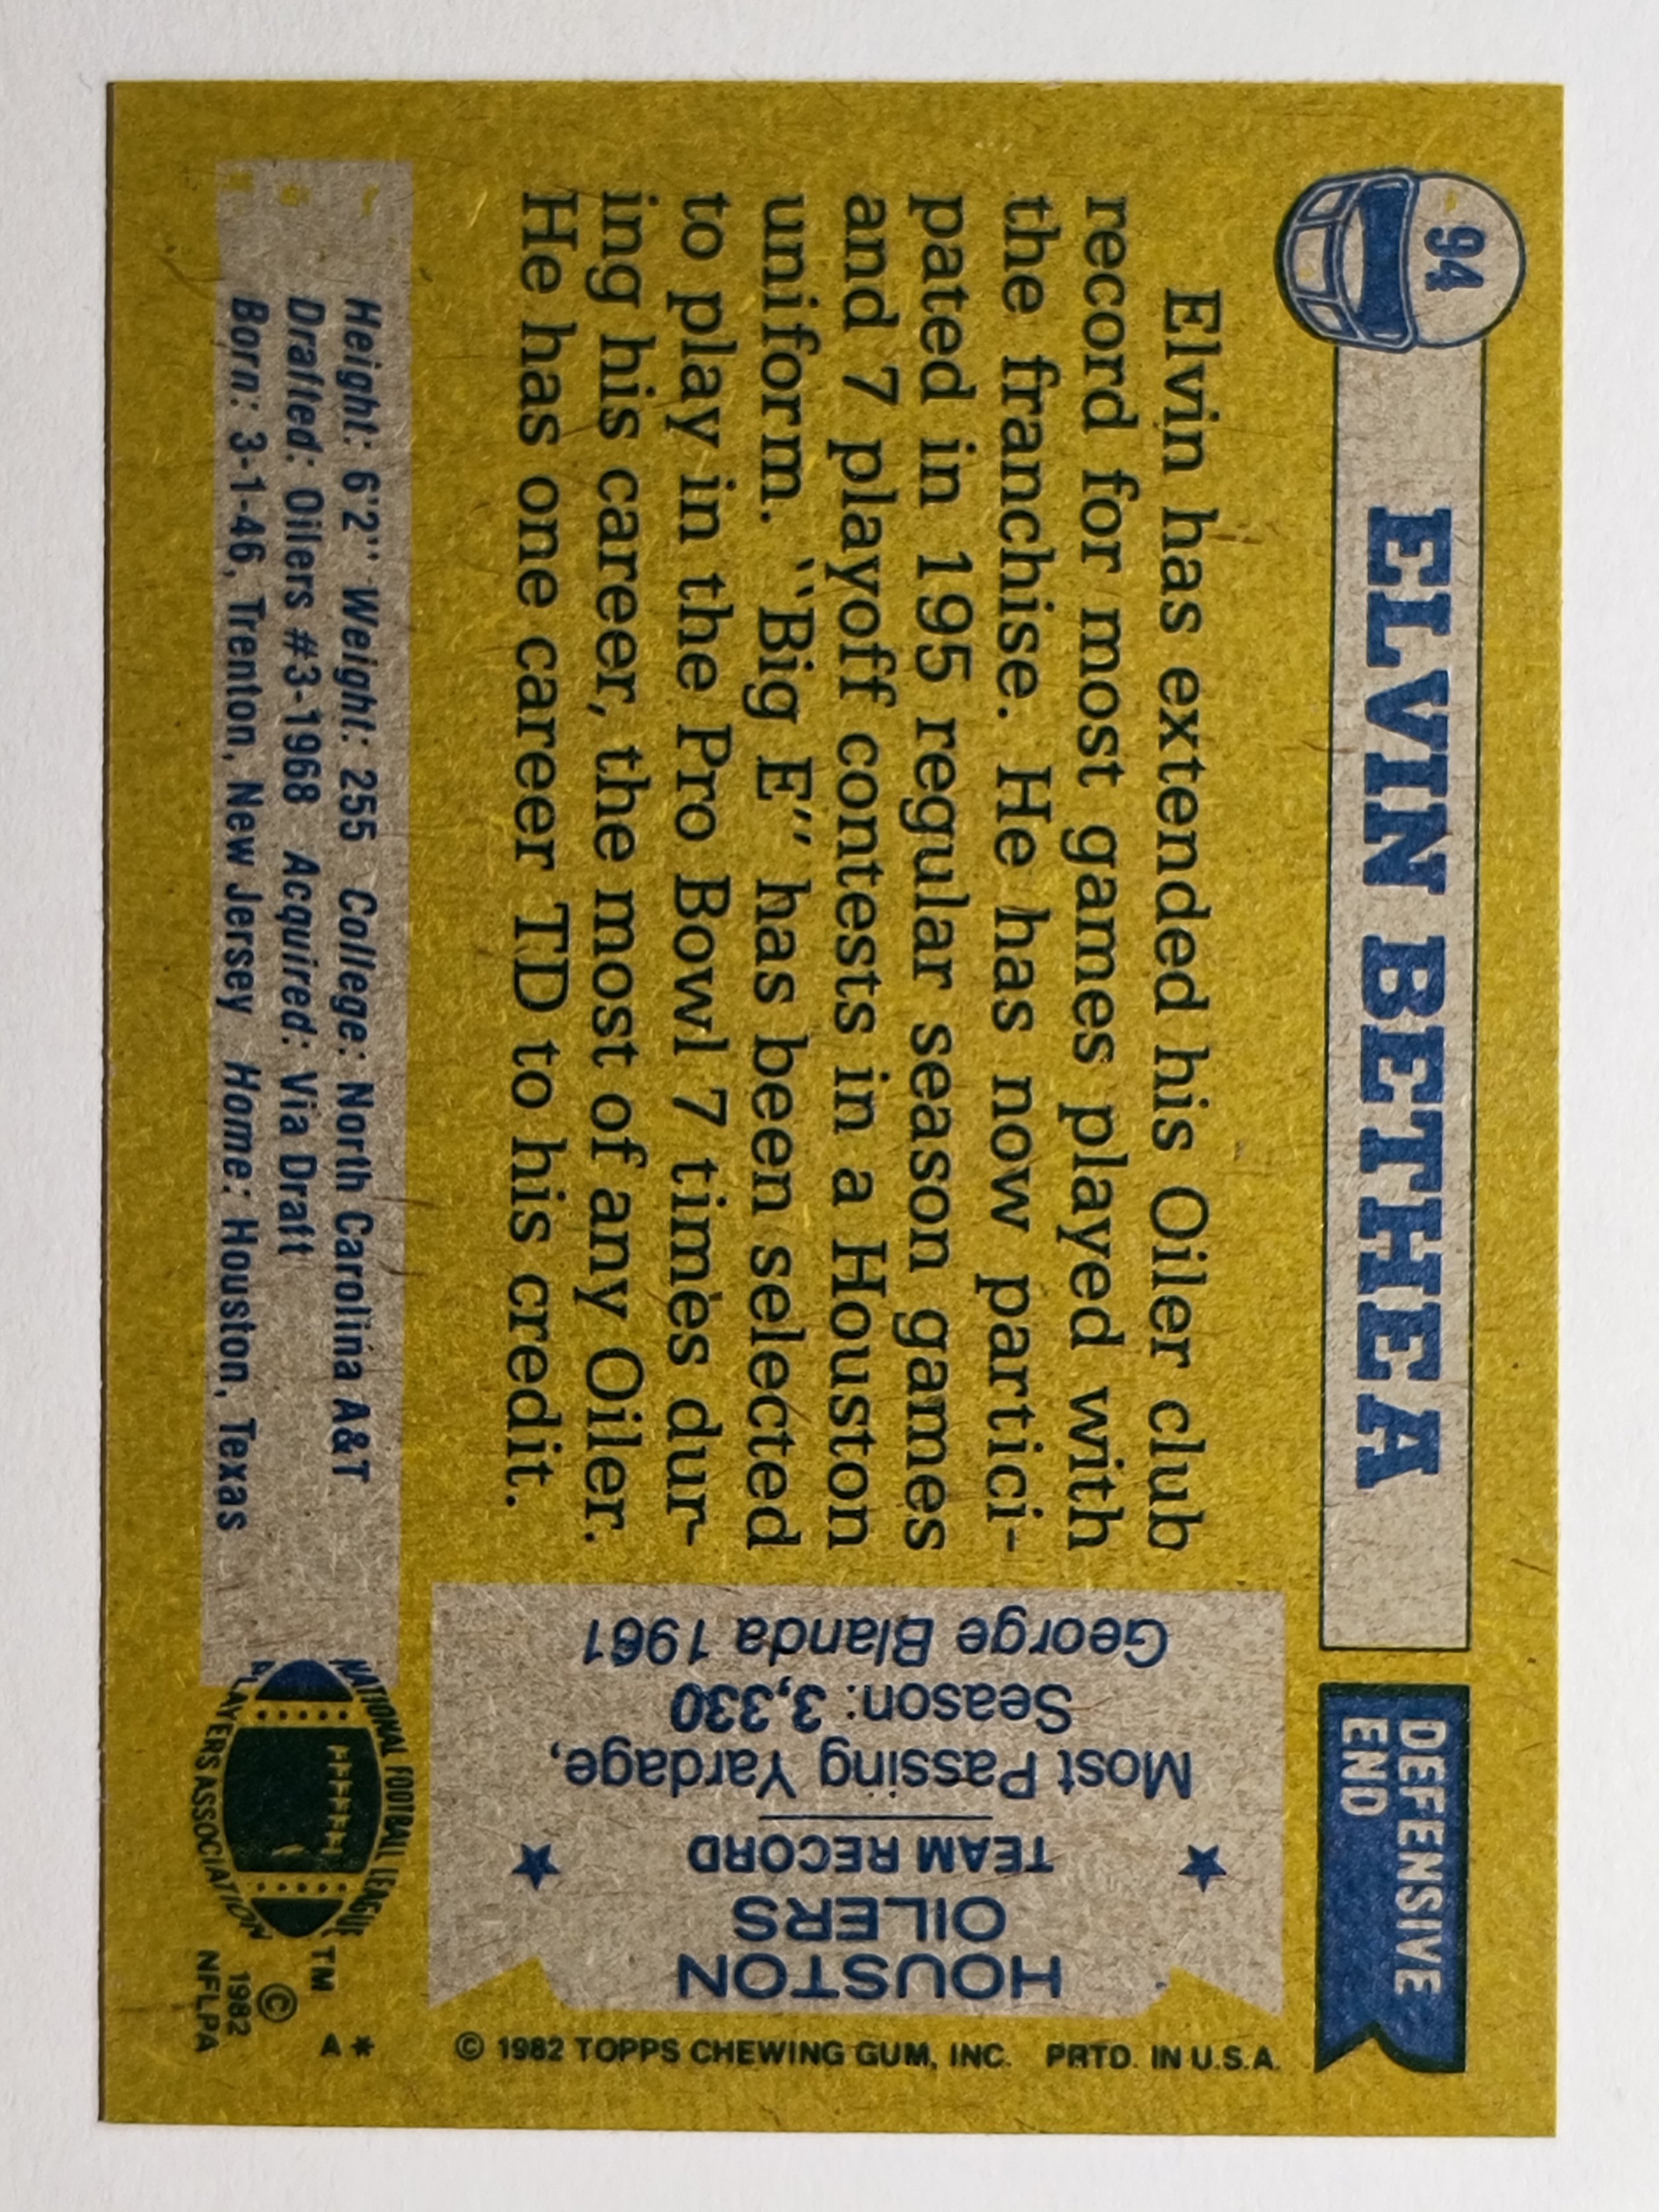 94
ELVIN BETHEA
DEFENSIVE
END
Elvin has extended his Oiler club
record for most games played with
the franchise. He has now partici-
pated in 195 regular season games
and 7 playoff contests in a Houston
uniform. "Big E" has been selected
to play in the Pro Bowl 7 times dur-
ing his career, the most of any Oiler.
He has one career TD to his credit.
HOUSTON
OILERS
TEAM RECORD
Most Passing Yardage,
Season: 3,330
George Blanda 1961
Height: 6'2" Weight: 255 College: North Carolina A&T
Drafted: Oilers #3-1968 Acquired: Via Draft
Born: 3-1-46, Trenton, New Jersey Home: Houston, Texas
NATIONAL FOOTBALL LEAGUE
PLAYERS ASSOCIATION
TM
©
1982
NFLPA
A*
© 1982 TOPPS CHEWING GUM, INC. PRTD. IN U.S.A.